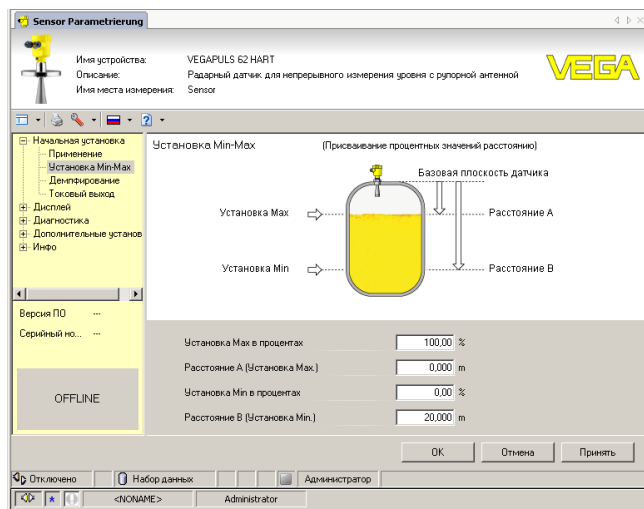 Sensor Parametrierung
Имя устройства: VEGAPULS 62 HART
Описание: Радарный датчик для непрерывного измерения уровня с рупорной антенной
Имя места измерения: Sensor
VEGA
Начальная установка
Применение
Установка Min-Max
Демпфирование
Токовый выход
Дисплей
Диагностика
Дополнительные установ
Инфо
Версия ПО ---
Серийный но... ---
OFFLINE
Установка Min-Max (Присваивание процентных значений расстоянию)
Базовая плоскость датчика
Установка Max Расстояние A
Установка Min Расстояние B
Установка Max в процентах 100,00 %
Расстояние A (Установка Max.) 0,000 m
Установка Min в процентах 0,00 %
Расстояние B (Установка Min.) 20,000 m
OK Отмена Принять
Отключено Набор данных Администратор
<NONAME> Administrator